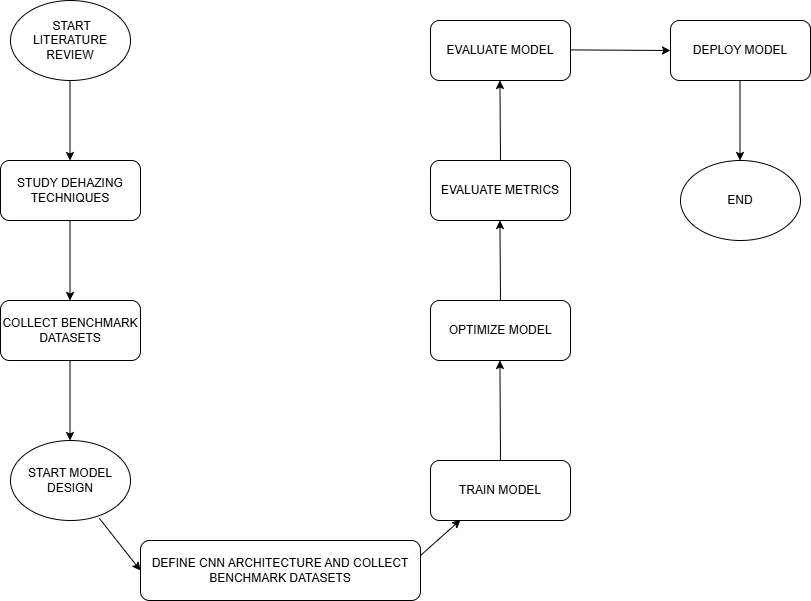 START
LITERATURE
REVIEW
STUDY DEHAZING
TECHNIQUES
COLLECT BENCHMARK
DATASETS
START MODEL
DESIGN
DEFINE CNN ARCHITECTURE AND COLLECT
BENCHMARK DATASETS
TRAIN MODEL
OPTIMIZE MODEL
EVALUATE METRICS
EVALUATE MODEL
DEPLOY MODEL
END